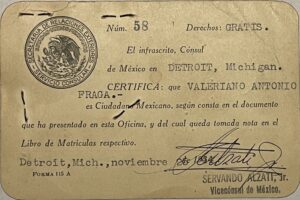 SECRETARIA DE RELACIONES EXTERIORES
SERVICIO CONSULAR
Núm. 58 Derechos: GRATIS.
El infrascrito, Cónsul
de México en DETROIT, Michigan.
CERTIFICA: que VALERIANO ANTONIO
FRAGA.-
es Ciudadano Mexicano, según consta en el documento
que ha presentado en esta Oficina, y del cual queda tomada nota en el
Libro de Matrículas respectivo.
Detroit, Mich., noviembre de
FORMA 115 A
SERVANDO ALZATI, Jr.
Vicecónsul de México.